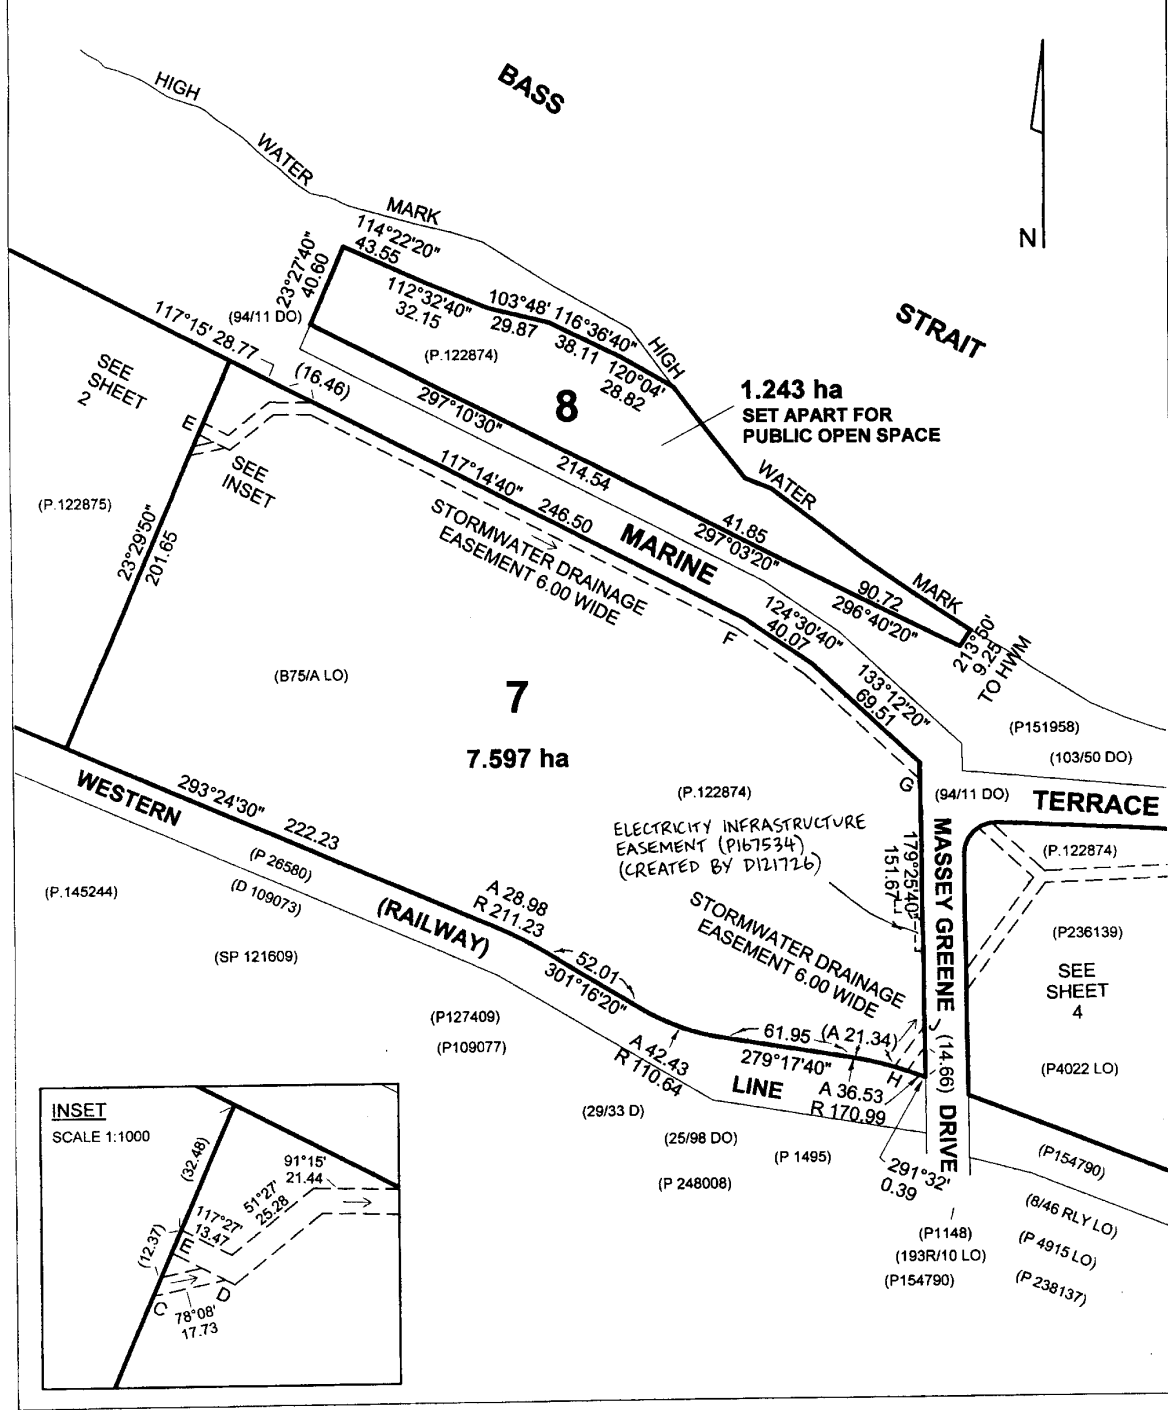 BASS
STRAIT
HIGH
WATER
MARK
N
114°22'20"
43.55
23°27'40"
40.60
112°32'40"
32.15
103°48'
29.87
116°36'40"
38.11
120°04'
28.82
HIGH
117°15' 28.77
(94/11 DO)
(16.46)
(P.122874)
297°10'30"
8
1.243 ha
SET APART FOR
PUBLIC OPEN SPACE
SEE
SHEET
2
E
SEE
INSET
117°14'40"
246.50
214.54
WATER
MARK
41.85
297°03'20"
90.72
296°40'20"
213°50'
9.25
TO HWM
(P.122875)
23°29'50"
201.65
STORMWATER DRAINAGE
EASEMENT 6.00 WIDE
MARINE
F
124°30'40"
40.07
133°12'20"
69.51
(B75/A LO)
7
7.597 ha
(P151958)
(103/50 DO)
G
(94/11 DO)
TERRACE
(P.122874)
WESTERN
293°24'30"
222.23
ELECTRICITY INFRASTRUCTURE
EASEMENT (P167534)
(CREATED BY D121726)
179°25'40"
151.67
MASSEY GREENE
DRIVE
(P.122874)
(P 26580)
(D 109073)
(P.145244)
(RAILWAY)
A 28.98
R 211.23
(SP 121609)
52.01
301°16'20"
STORMWATER DRAINAGE
EASEMENT 6.00 WIDE
(P236139)
SEE
SHEET
4
(P127409)
(P109077)
61.95
(A 21.34)
J
(14.66)
279°17'40"
A 42.43
R 110.64
LINE
H
A 36.53
R 170.99
(P4022 LO)
(29/33 D)
(25/98 DO)
(P 1495)
(P 248008)
291°32'
0.39
(P154790)
(8/46 RLY LO)
(P 4915 LO)
(P 238137)
(P1148)
(193R/10 LO)
(P154790)
INSET
SCALE 1:1000
(32.48)
91°15'
21.44
51°27'
25.28
117°27'
13.47
(12.37)
E
D
C
78°08'
17.73